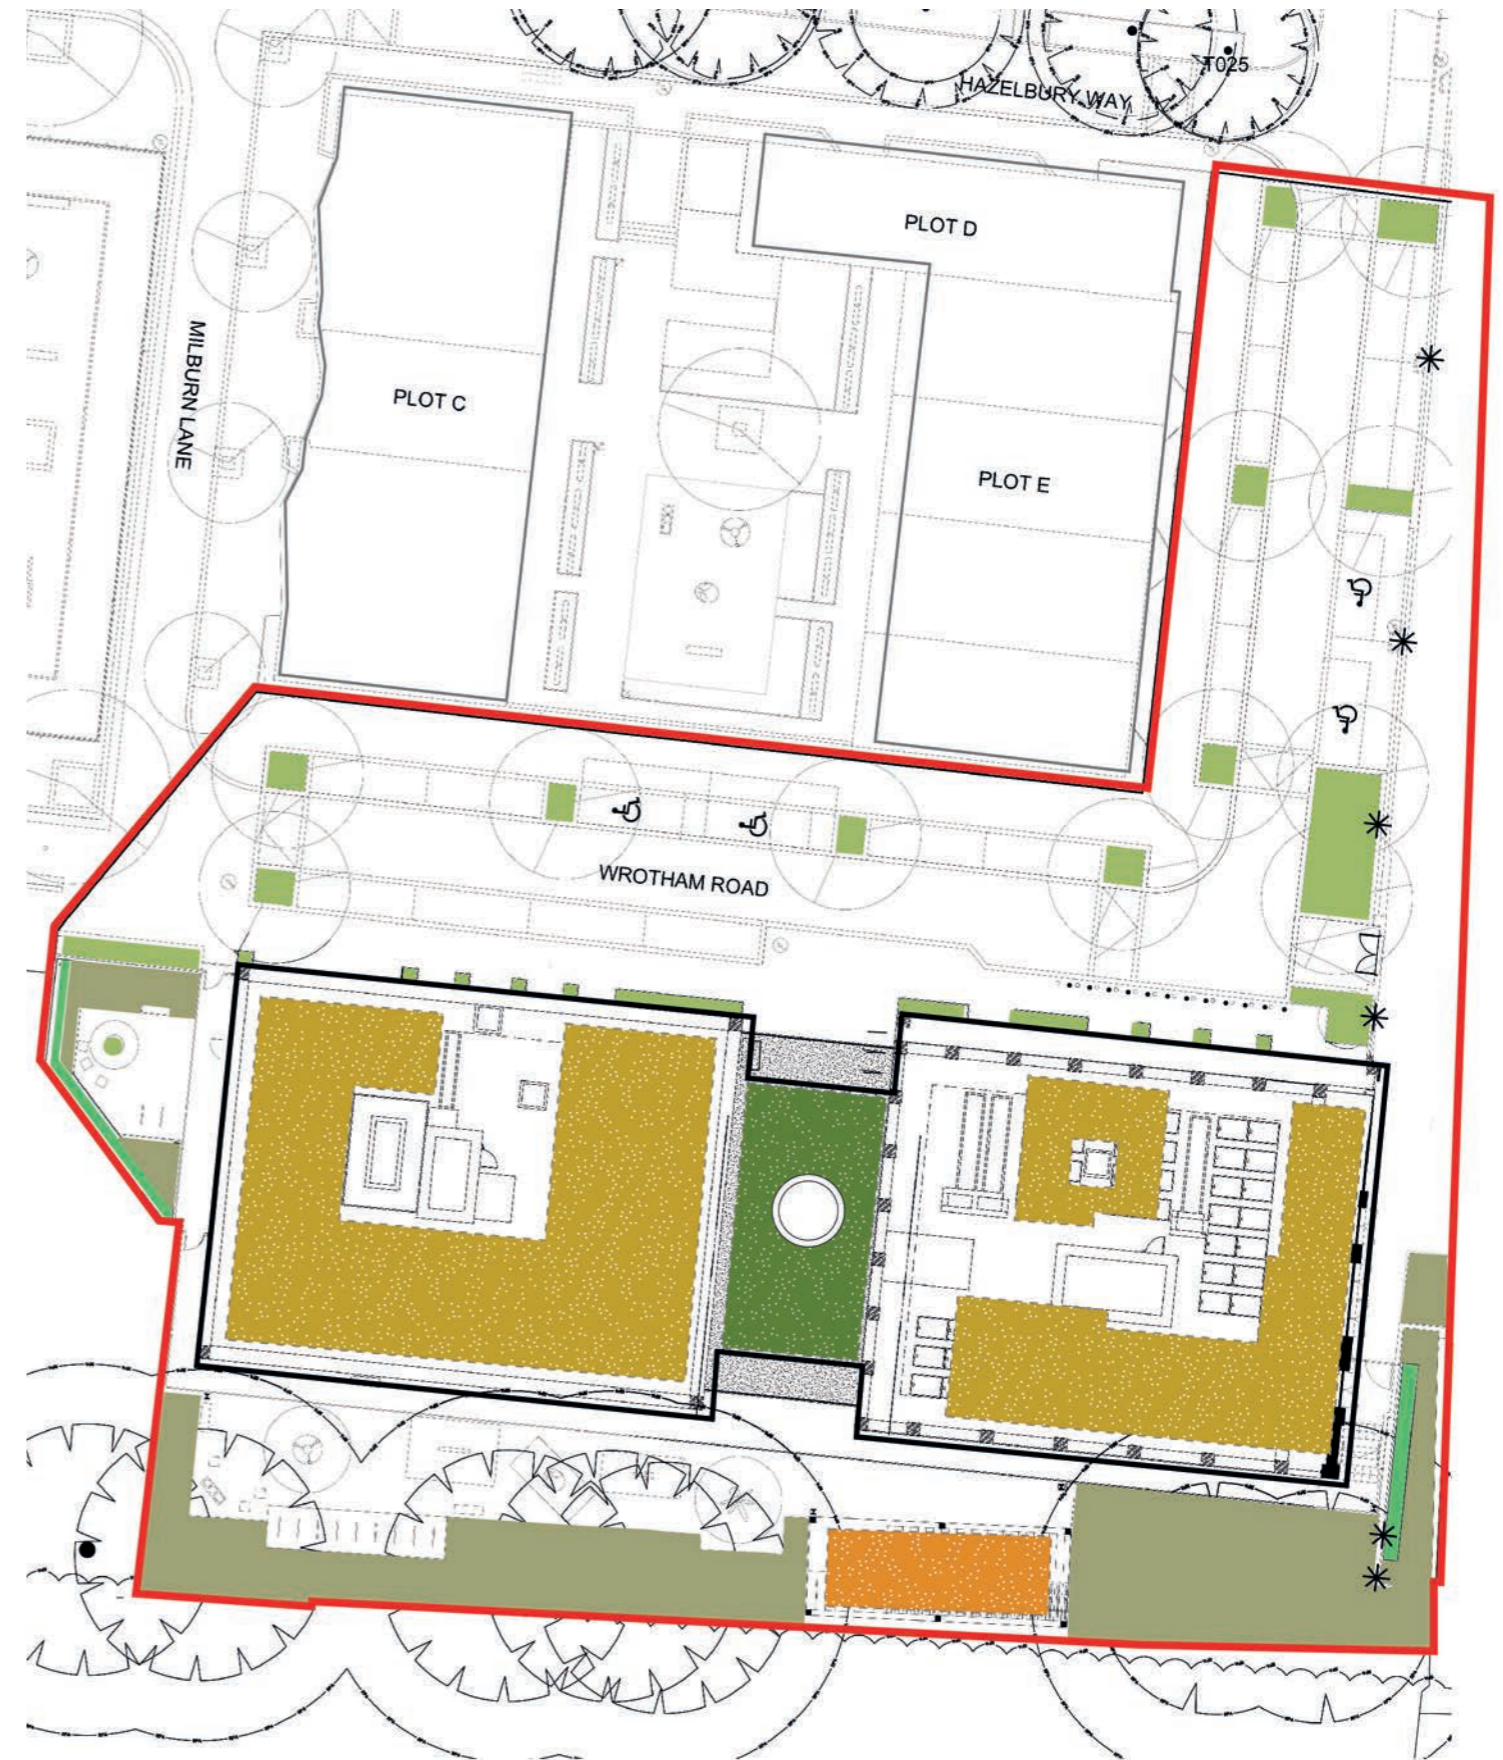 T025
HAZELBURY WAY
PLOT D
MILBURN LANE
PLOT C
PLOT E
WROTHAM ROAD